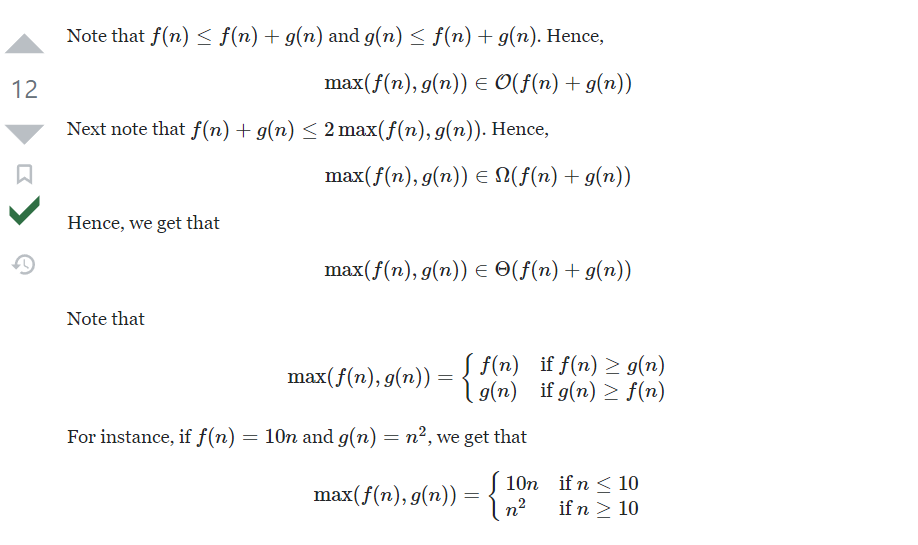 Note that f(n) ≤ f(n) + g(n) and g(n) ≤ f(n) + g(n). Hence,
max(f(n), g(n)) ∈ O(f(n) + g(n))
12
Next note that f(n) + g(n) ≤ 2 max(f(n), g(n)). Hence,
max(f(n), g(n)) ∈ Ω(f(n) + g(n))
Hence, we get that
max(f(n), g(n)) ∈ Θ(f(n) + g(n))
Note that
max(f(n), g(n)) = { f(n) if f(n) ≥ g(n)
g(n) if g(n) ≥ f(n)
For instance, if f(n) = 10n and g(n) = n², we get that
max(f(n), g(n)) = { 10n if n ≤ 10
n² if n ≥ 10